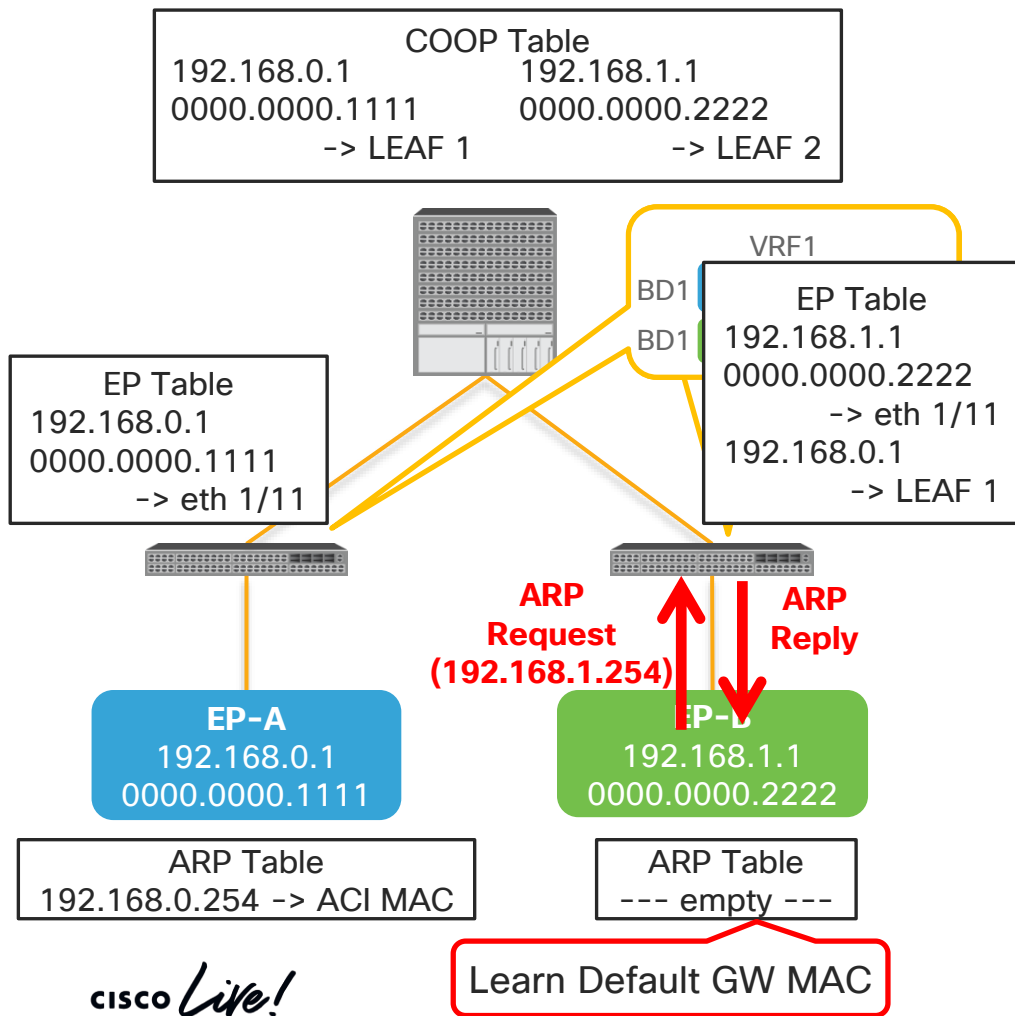 COOP Table
192.168.0.1 192.168.1.1
0000.0000.1111 0000.0000.2222
-> LEAF 1 -> LEAF 2
VRF1
BD1
BD1
EP Table
192.168.1.1
0000.0000.2222
-> eth 1/11
192.168.0.1
-> LEAF 1
EP Table
192.168.0.1
0000.0000.1111
-> eth 1/11
ARP
Request
(192.168.1.254)
ARP
Reply
EP-A
192.168.0.1
0000.0000.1111
EP-B
192.168.1.1
0000.0000.2222
ARP Table
192.168.0.254 -> ACI MAC
ARP Table
--- empty ---
Learn Default GW MAC
CISCO Live!